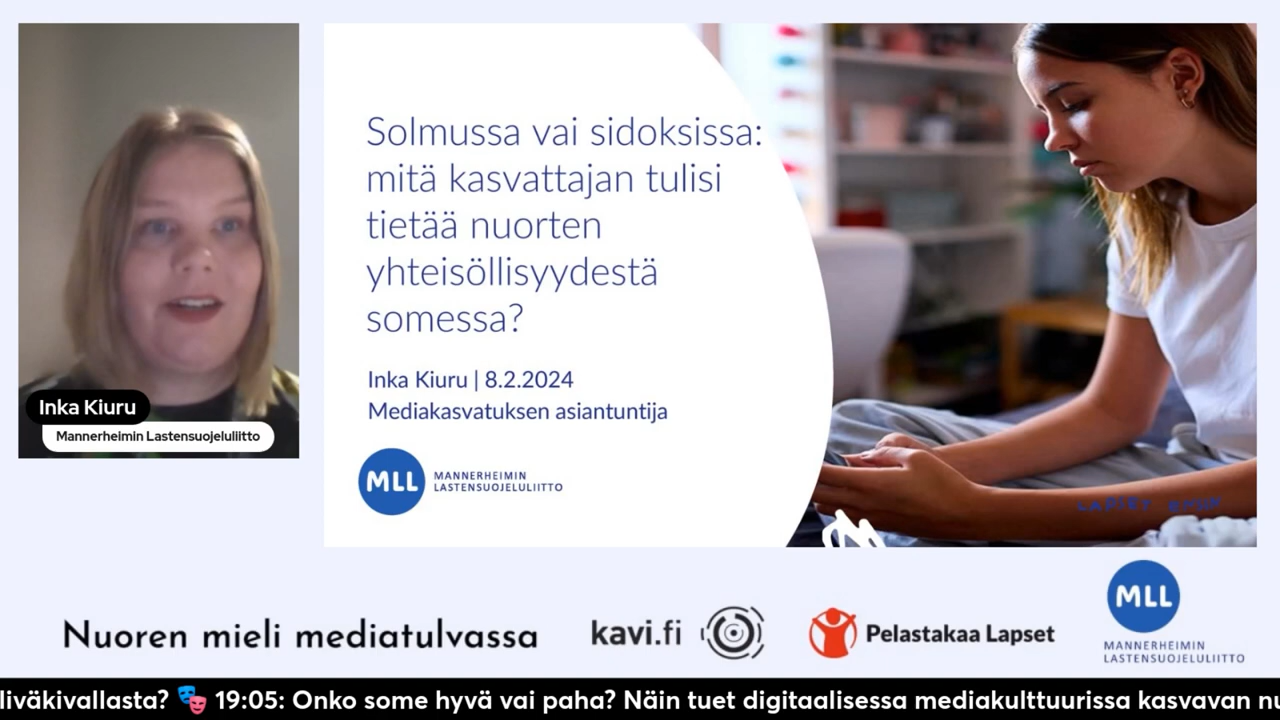 Solmussa vai sidoksissa:
mitä kasvattajan tulisi
tietää nuorten
yhteisöllisyydestä
somessa?
Inka Kiuru | 8.2.2024
Mediakasvatuksen asiantuntija
MLL
MANNERHEIMIN
LASTENSUOJELULIITTO
Inka Kiuru
Mannerheimin Lastensuojeluliitto
LAPSET ENSIN
Nuoren mieli mediatulvassa
kavi.fi
Pelastakaa Lapset
MLL
MANNERHEIMIN
LASTENSUOJELULIITTO
liväkivallasta? 🎭 19:05: Onko some hyvä vai paha? Näin tuet digitaalisessa mediakulttuurissa kasvavan nu